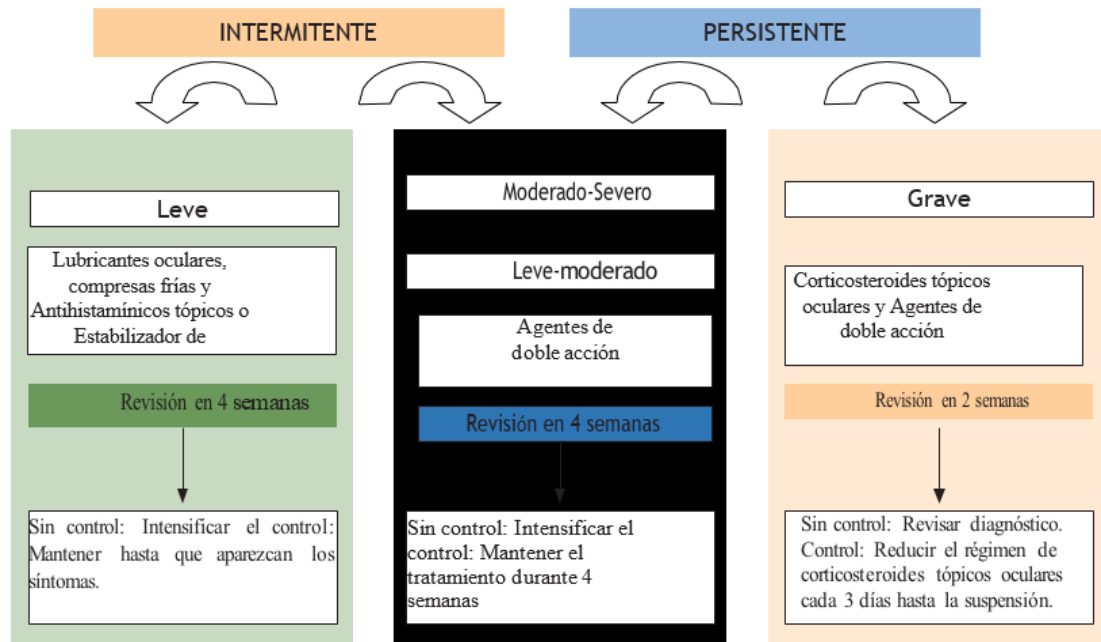 INTERMITENTE
PERSISTENTE
Leve
Lubricantes oculares,
compresas frías y
Antihistamínicos tópicos o
Estabilizador de
Revisión en 4 semanas
Sin control: Intensificar el control:
Mantener hasta que aparezcan los
síntomas.
Moderado-Severo
Leve-moderado
Agentes de
doble acción
Revisión en 4 semanas
Sin control: Intensificar el
control: Mantener el
tratamiento durante 4
semanas
Grave
Corticosteroides tópicos
oculares y Agentes de
doble acción
Revisión en 2 semanas
Sin control: Revisar diagnóstico.
Control: Reducir el régimen de
corticosteroides tópicos oculares
cada 3 días hasta la suspensión.